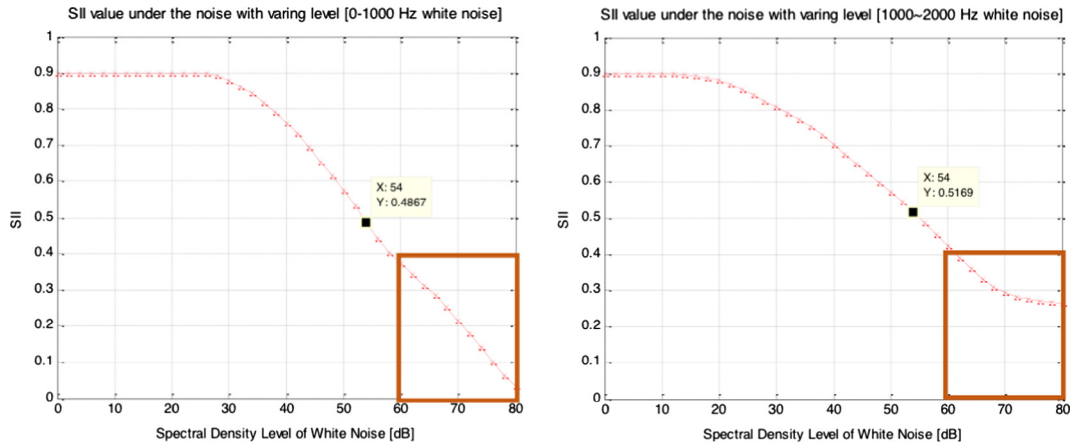 SII value under the noise with varing level [0-1000 Hz white noise]
1
0.9
0.8
0.7
0.6
0.5
0.4
0.3
0.2
0.1
0
SII
X: 54
Y: 0.4867
0 10 20 30 40 50 60 70 80
Spectral Density Level of White Noise [dB]
SII value under the noise with varing level [1000~2000 Hz white noise]
1
0.9
0.8
0.7
0.6
0.5
0.4
0.3
0.2
0.1
0
SII
X: 54
Y: 0.5169
0 10 20 30 40 50 60 70 80
Spectral Density Level of White Noise [dB]